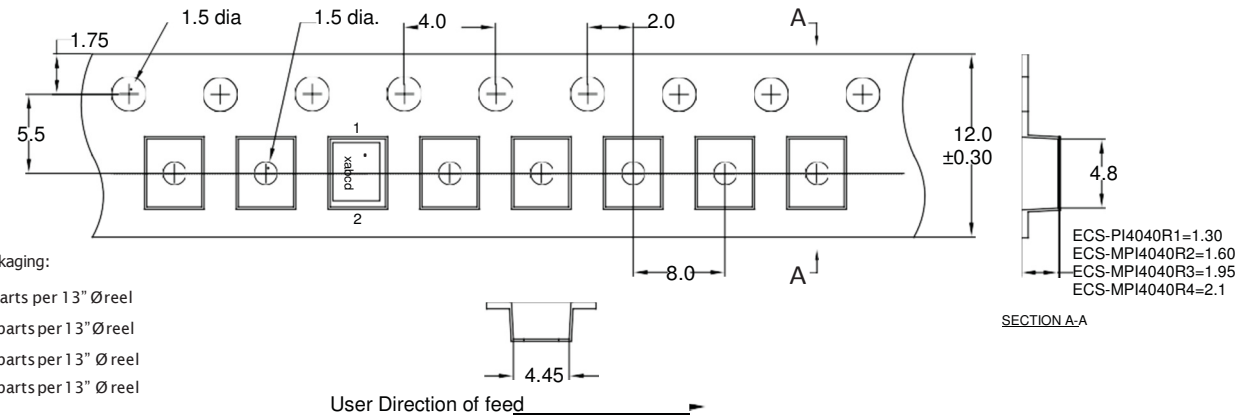 1.5 dia
1.5 dia.
4.0
2.0
A
1.75
5.5
1
xabcd
2
12.0
±0.30
4.8
ECS-PI4040R1=1.30
ECS-MPI4040R2=1.60
ECS-MPI4040R3=1.95
ECS-MPI4040R4=2.1
8.0
A
SECTION A-A
kaging:
arts per 13” Ø reel
parts per 13” Ø reel
parts per 13” Ø reel
parts per 13” Ø reel
4.45
User Direction of feed